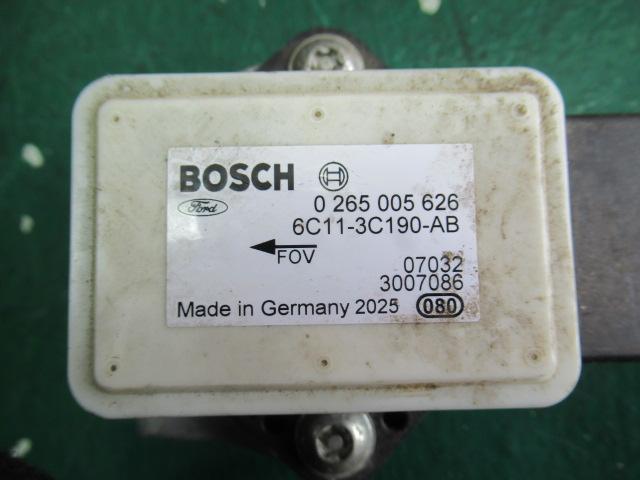 BOSCH
Ford
0 265 005 626
6C11-3C190-AB
FOV
07032
3007086
Made in Germany 2025 080